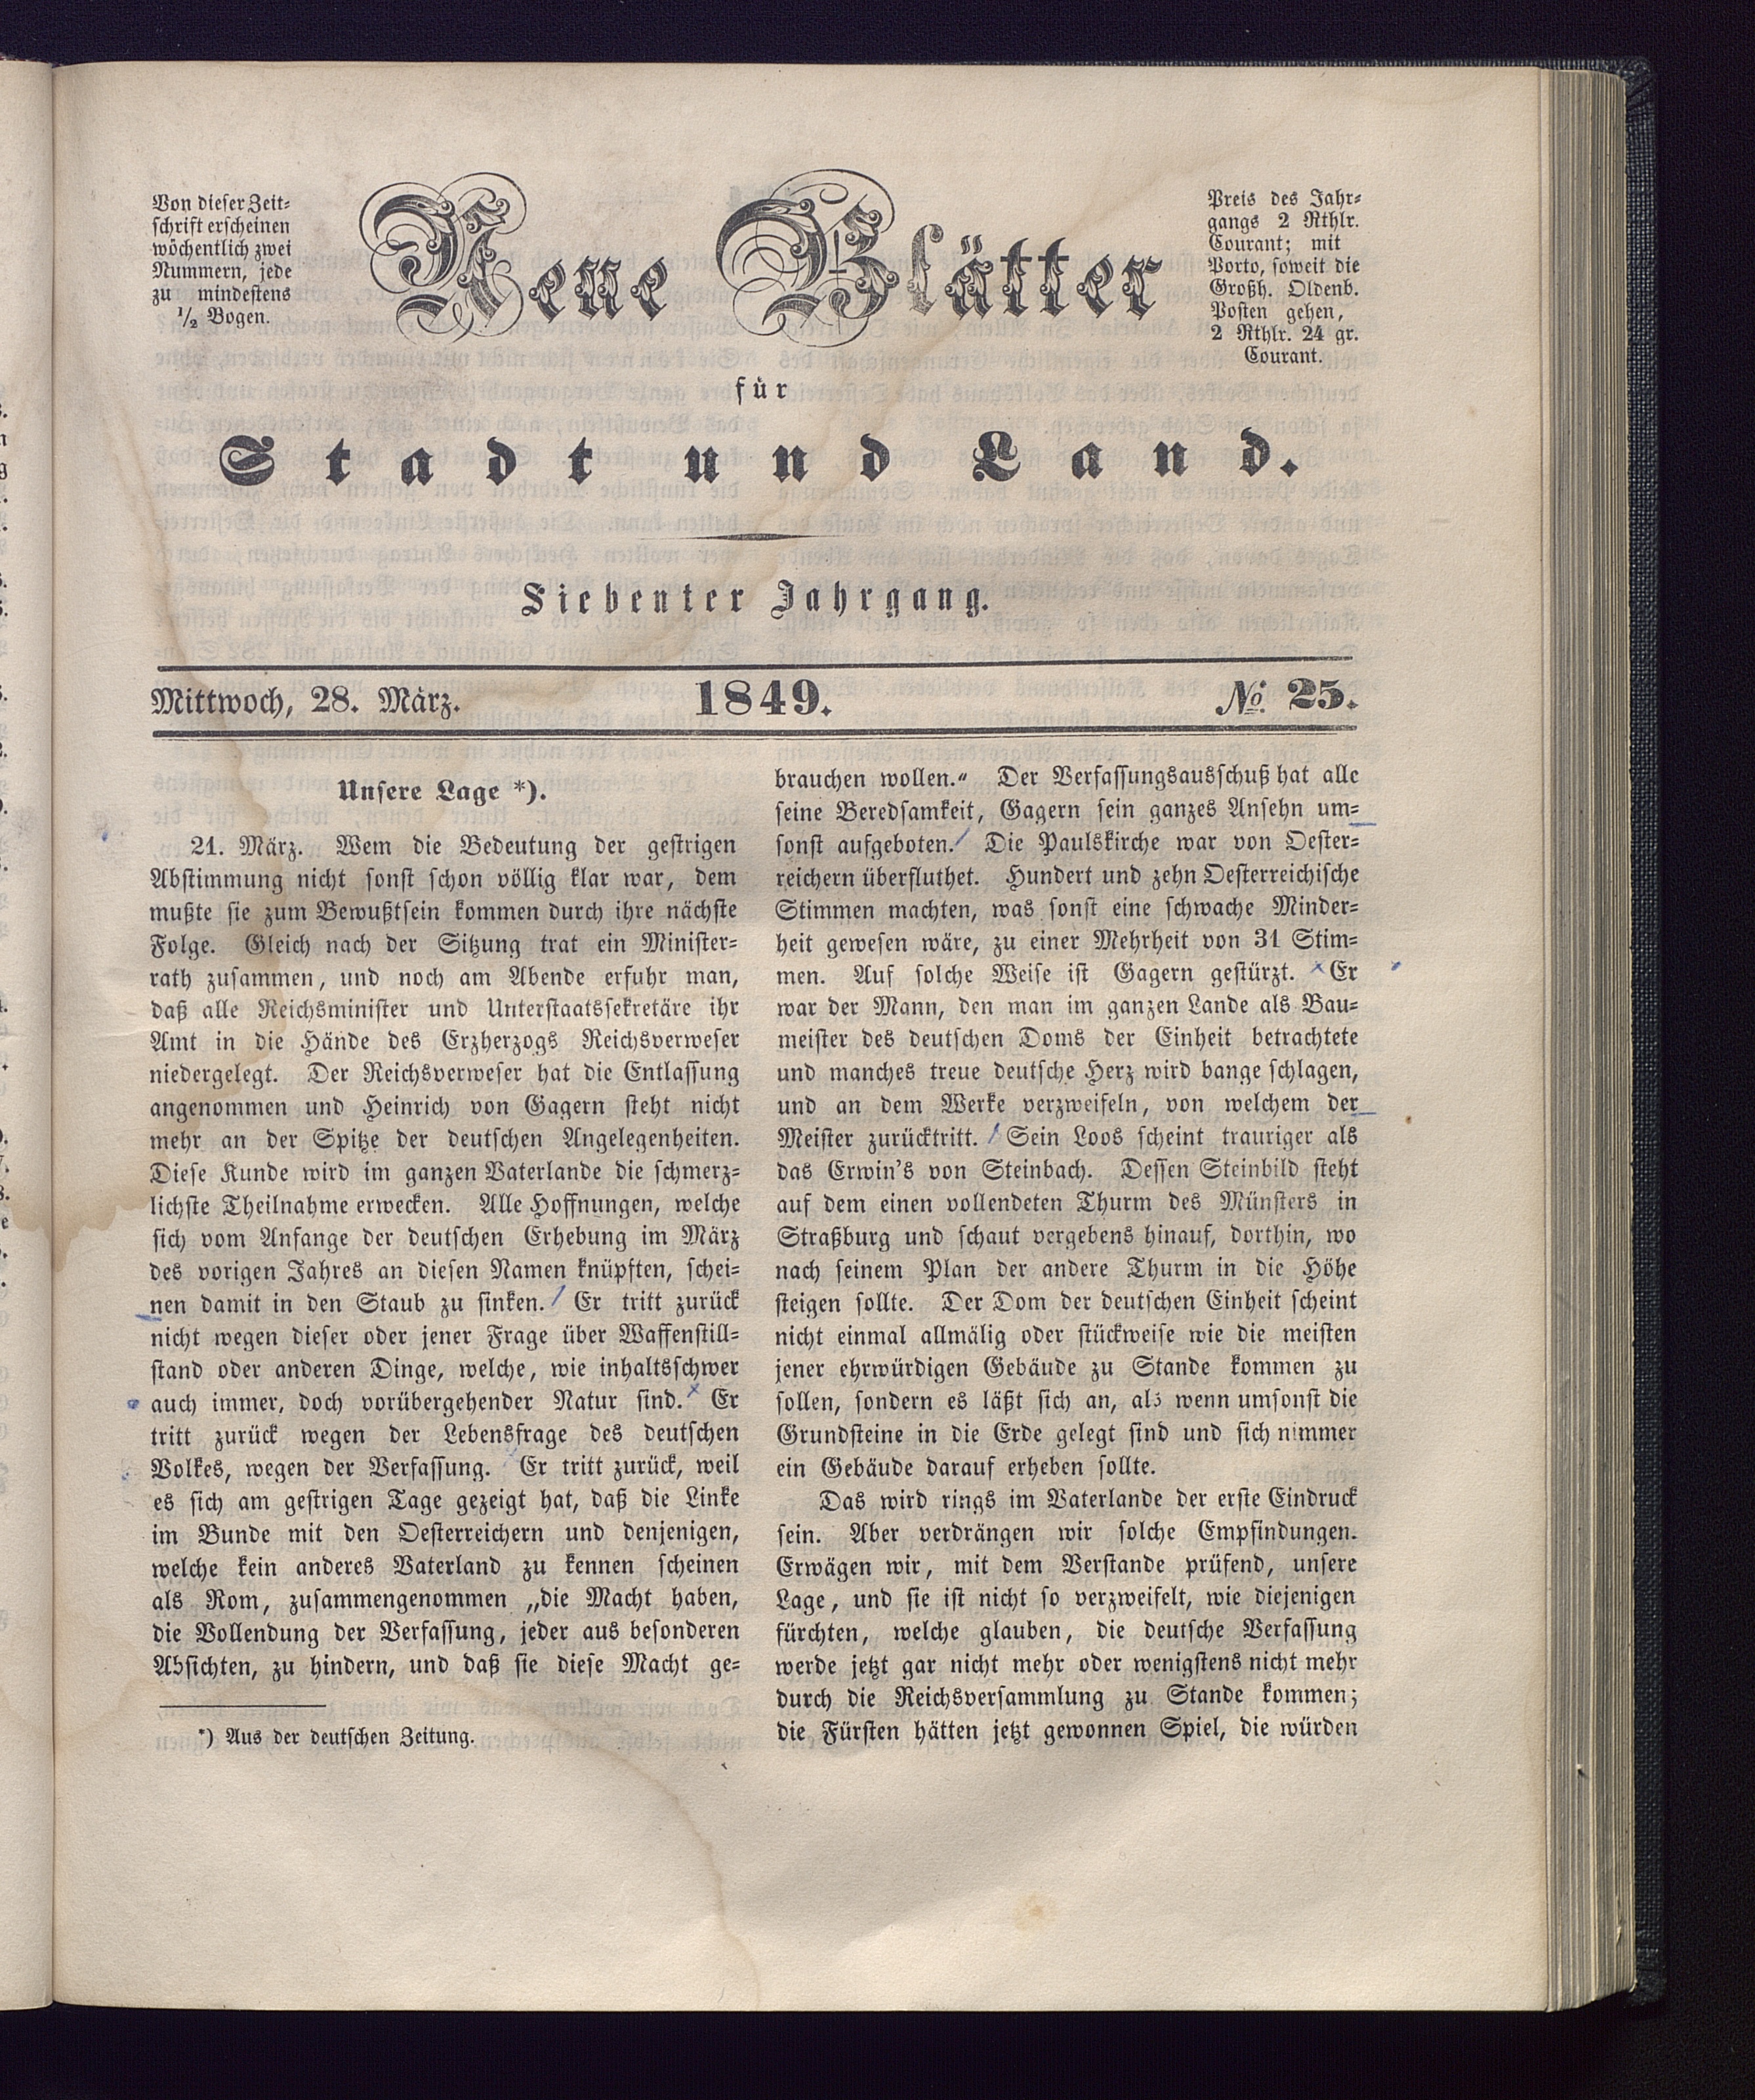 Von dieser Zeit-
schrift erscheinen
wöchentlich zwei
Nummern, jede
zu mindestens
1/2 Bogen.
Neue Blätter
Preis des Jahr-
gangs 2 Rthlr.
Courant; mit
Porto, soweit die
Großh. Oldenb.
Posten gehen,
2 Rthlr. 24 gr.
Courant.
für
Stadt und Land.
Siebenter Jahrgang.
Mittwoch, 28. März. 1849. No. 25.
Unsere Lage *).
21. März. Wem die Bedeutung der gestrigen
Abstimmung nicht sonst schon völlig klar war, dem
mußte sie zum Bewußtsein kommen durch ihre nächste
Folge. Gleich nach der Sitzung trat ein Minister-
rath zusammen, und noch am Abende erfuhr man,
daß alle Reichsminister und Unterstaatssekretäre ihr
Amt in die Hände des Erzherzogs Reichsverweser
niedergelegt. Der Reichsverweser hat die Entlassung
angenommen und Heinrich von Gagern steht nicht
mehr an der Spitze der deutschen Angelegenheiten.
Diese Kunde wird im ganzen Vaterlande die schmerz-
lichste Theilnahme erwecken. Alle Hoffnungen, welche
sich vom Anfange der deutschen Erhebung im März
des vorigen Jahres an diesen Namen knüpften, schei-
nen damit in den Staub zu sinken. Er tritt zurück
nicht wegen dieser oder jener Frage über Waffenstill-
stand oder anderen Dinge, welche, wie inhaltsschwer
auch immer, doch vorübergehender Natur sind. Er
tritt zurück wegen der Lebensfrage des deutschen
Volkes, wegen der Verfassung. Er tritt zurück, weil
es sich am gestrigen Tage gezeigt hat, daß die Linke
im Bunde mit den Oesterreichern und denjenigen,
welche kein anderes Vaterland zu kennen scheinen
als Rom, zusammengenommen „die Macht haben,
die Vollendung der Verfassung, jeder aus besonderen
Absichten, zu hindern, und daß sie diese Macht ge-
*) Aus der deutschen Zeitung.
brauchen wollen.“ Der Verfassungsausschuß hat alle
seine Beredsamkeit, Gagern sein ganzes Ansehn um-
sonst aufgeboten. Die Paulskirche war von Oester-
reichern überfluthet. Hundert und zehn Oesterreichische
Stimmen machten, was sonst eine schwache Minder-
heit gewesen wäre, zu einer Mehrheit von 31 Stim-
men. Auf solche Weise ist Gagern gestürzt. Er
war der Mann, den man im ganzen Lande als Bau-
meister des deutschen Doms der Einheit betrachtete
und manches treue deutsche Herz wird bange schlagen,
und an dem Werke verzweifeln, von welchem der
Meister zurücktritt. Sein Loos scheint trauriger als
das Erwin's von Steinbach. Dessen Steinbild steht
auf dem einen vollendeten Thurm des Münsters in
Straßburg und schaut vergebens hinauf, dorthin, wo
nach seinem Plan der andere Thurm in die Höhe
steigen sollte. Der Dom der deutschen Einheit scheint
nicht einmal allmälig oder stückweise wie die meisten
jener ehrwürdigen Gebäude zu Stande kommen zu
sollen, sondern es läßt sich an, als wenn umsonst die
Grundsteine in die Erde gelegt sind und sich nimmer
ein Gebäude darauf erheben sollte.
Das wird rings im Vaterlande der erste Eindruck
sein. Aber verdrängen wir solche Empfindungen.
Erwägen wir, mit dem Verstande prüfend, unsere
Lage, und sie ist nicht so verzweifelt, wie diejenigen
fürchten, welche glauben, die deutsche Verfassung
werde jetzt gar nicht mehr oder wenigstens nicht mehr
durch die Reichsversammlung zu Stande kommen;
die Fürsten hätten jetzt gewonnen Spiel, die würden